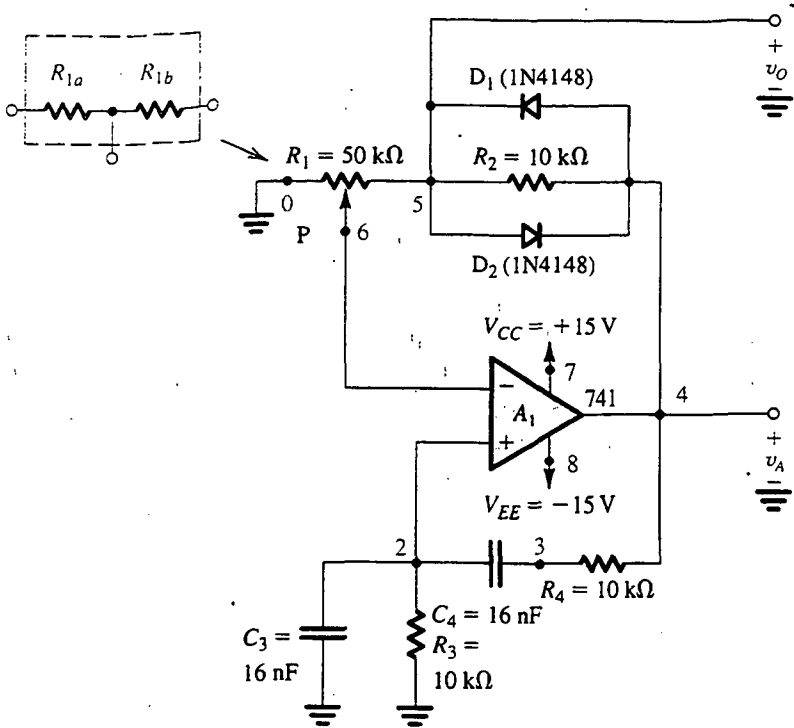 R1a R1b
D1 (1N4148)
+
vO
−
R1 = 50 kΩ
R2 = 10 kΩ
0
5
P
6
D2 (1N4148)
VCC = +15 V
7
−
A1
741
4
+
8
+
vA
−
VEE = −15 V
2
3
R4 = 10 kΩ
C4 = 16 nF
C3 =
16 nF
R3 =
10 kΩ